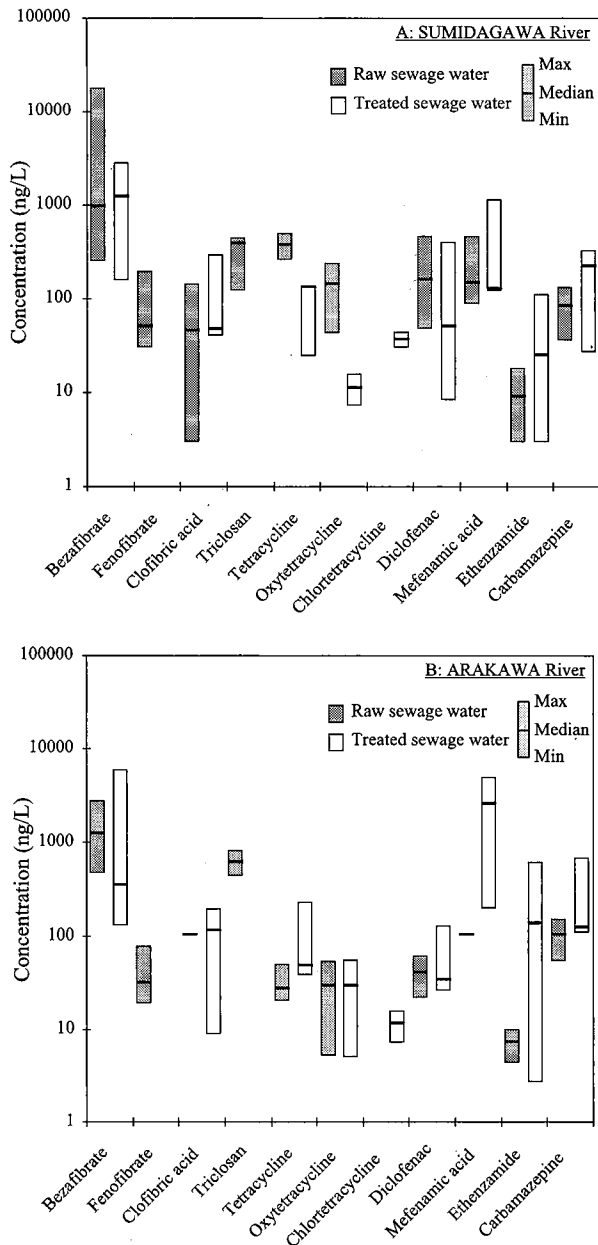 100000
10000
1000
100
10
1
Concentration (ng/L)
A: SUMIDAGAWA River
Raw sewage water
Treated sewage water
Max
Median
Min
Bezafibrate
Fenofibrate
Clofibric acid
Triclosan
Tetracycline
Oxytetracycline
Chlortetracycline
Diclofenac
Mefenamic acid
Ethenzamide
Carbamazepine
100000
10000
1000
100
10
1
Concentration (ng/L)
B: ARAKAWA River
Raw sewage water
Treated sewage water
Max
Median
Min
Bezafibrate
Fenofibrate
Clofibric acid
Triclosan
Tetracycline
Oxytetracycline
Chlortetracycline
Diclofenac
Mefenamic acid
Ethenzamide
Carbamazepine